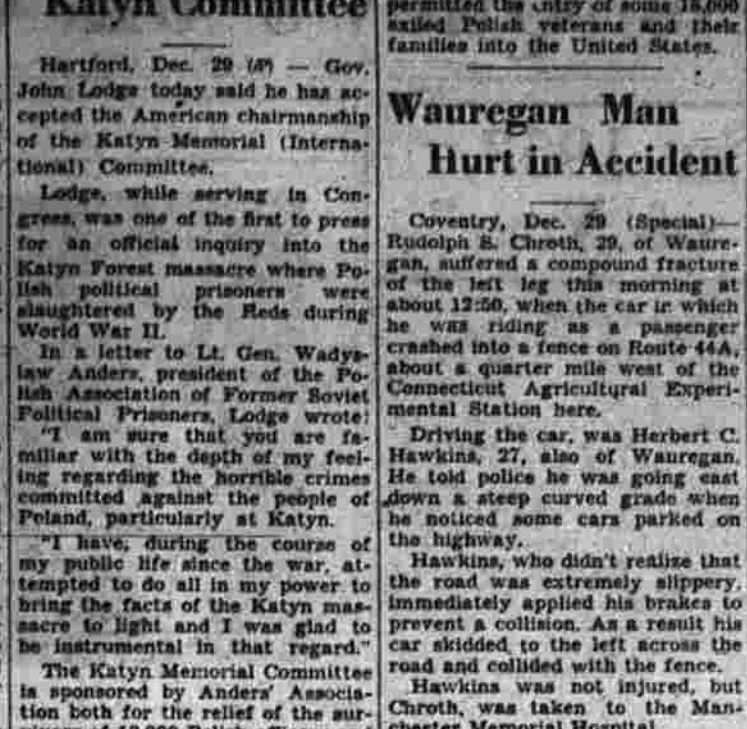 Katyn Committee
Hartford, Dec. 29 (AP) — Gov.
John Lodge today said he has ac-
cepted the American chairmanship
of the Katyn Memorial (Interna-
tional) Committee.
Lodge, while serving in Con-
gress, was one of the first to press
for an official inquiry into the
Katyn Forest massacre where Po-
lish political prisoners were
slaughtered by the Reds during
World War II.
In a letter to Lt. Gen. Wadys-
law Anders, president of the Po-
lish Association of Former Soviet
Political Prisoners, Lodge wrote:
"I am sure that you are fa-
miliar with the depth of my feel-
ing regarding the horrible crimes
committed against the people of
Poland, particularly at Katyn.
"I have, during the course of
my public life since the war, at-
tempted to do all in my power to
bring the facts of the Katyn mas-
sacre to light and I was glad to
be instrumental in that regard."
The Katyn Memorial Committee
is sponsored by Anders' Associa-
tion both for the relief of the sur-
permitted the entry of some 18,000
exiled Polish veterans and their
families into the United States.
Wauregan Man
Hurt in Accident
Coventry, Dec. 29 (Special)—
Rudolph S. Chroth, 29, of Waure-
gan, suffered a compound fracture
of the left leg this morning at
about 12:50, when the car in which
he was riding as a passenger
crashed into a fence on Route 44A,
about a quarter mile west of the
Connecticut Agricultural Experi-
mental Station here.
Driving the car, was Herbert C.
Hawkins, 27, also of Wauregan.
He told police he was going east
down a steep curved grade when
he noticed some cars parked on
the highway.
Hawkins, who didn't realize that
the road was extremely slippery,
immediately applied his brakes to
prevent a collision. As a result his
car skidded to the left across the
road and collided with the fence.
Hawkins was not injured, but
Chroth, was taken to the Man-
chester Memorial Hospital